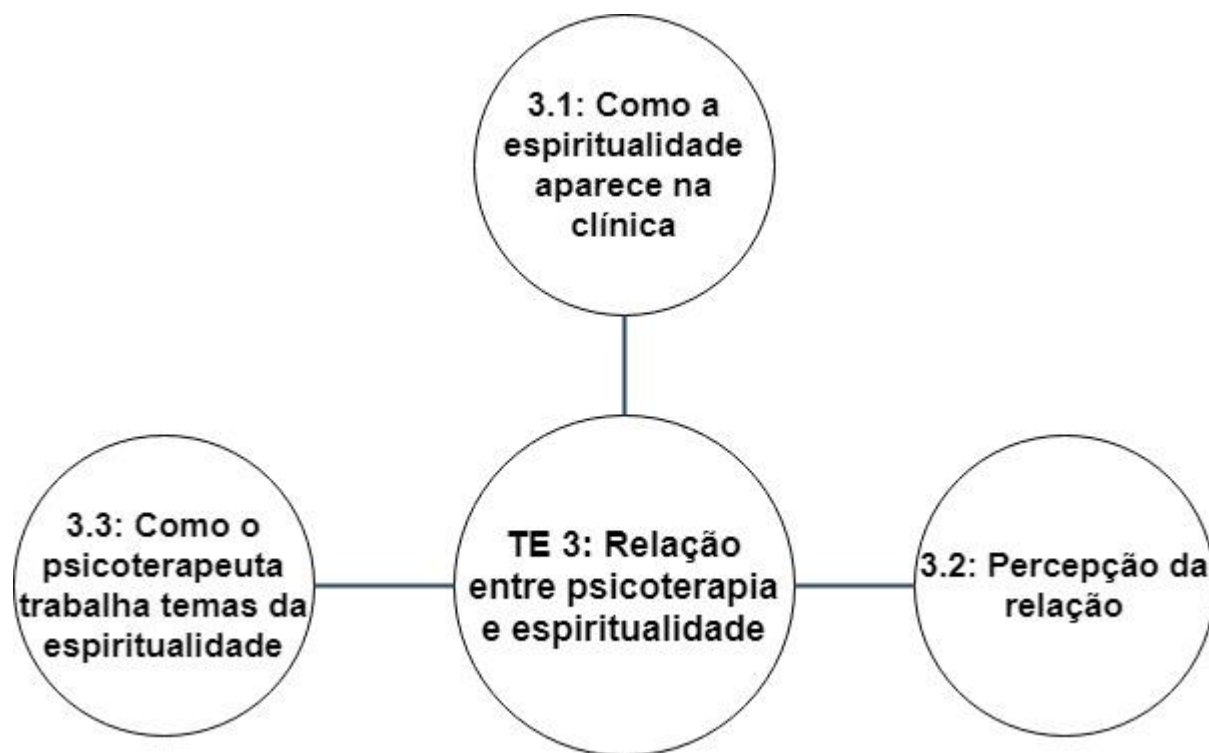 3.1: Como a
espiritualidade
aparece na
clínica
3.3: Como o
psicoterapeuta
trabalha temas da
espiritualidade
TE 3: Relação
entre psicoterapia
e espiritualidade
3.2: Percepção da
relação